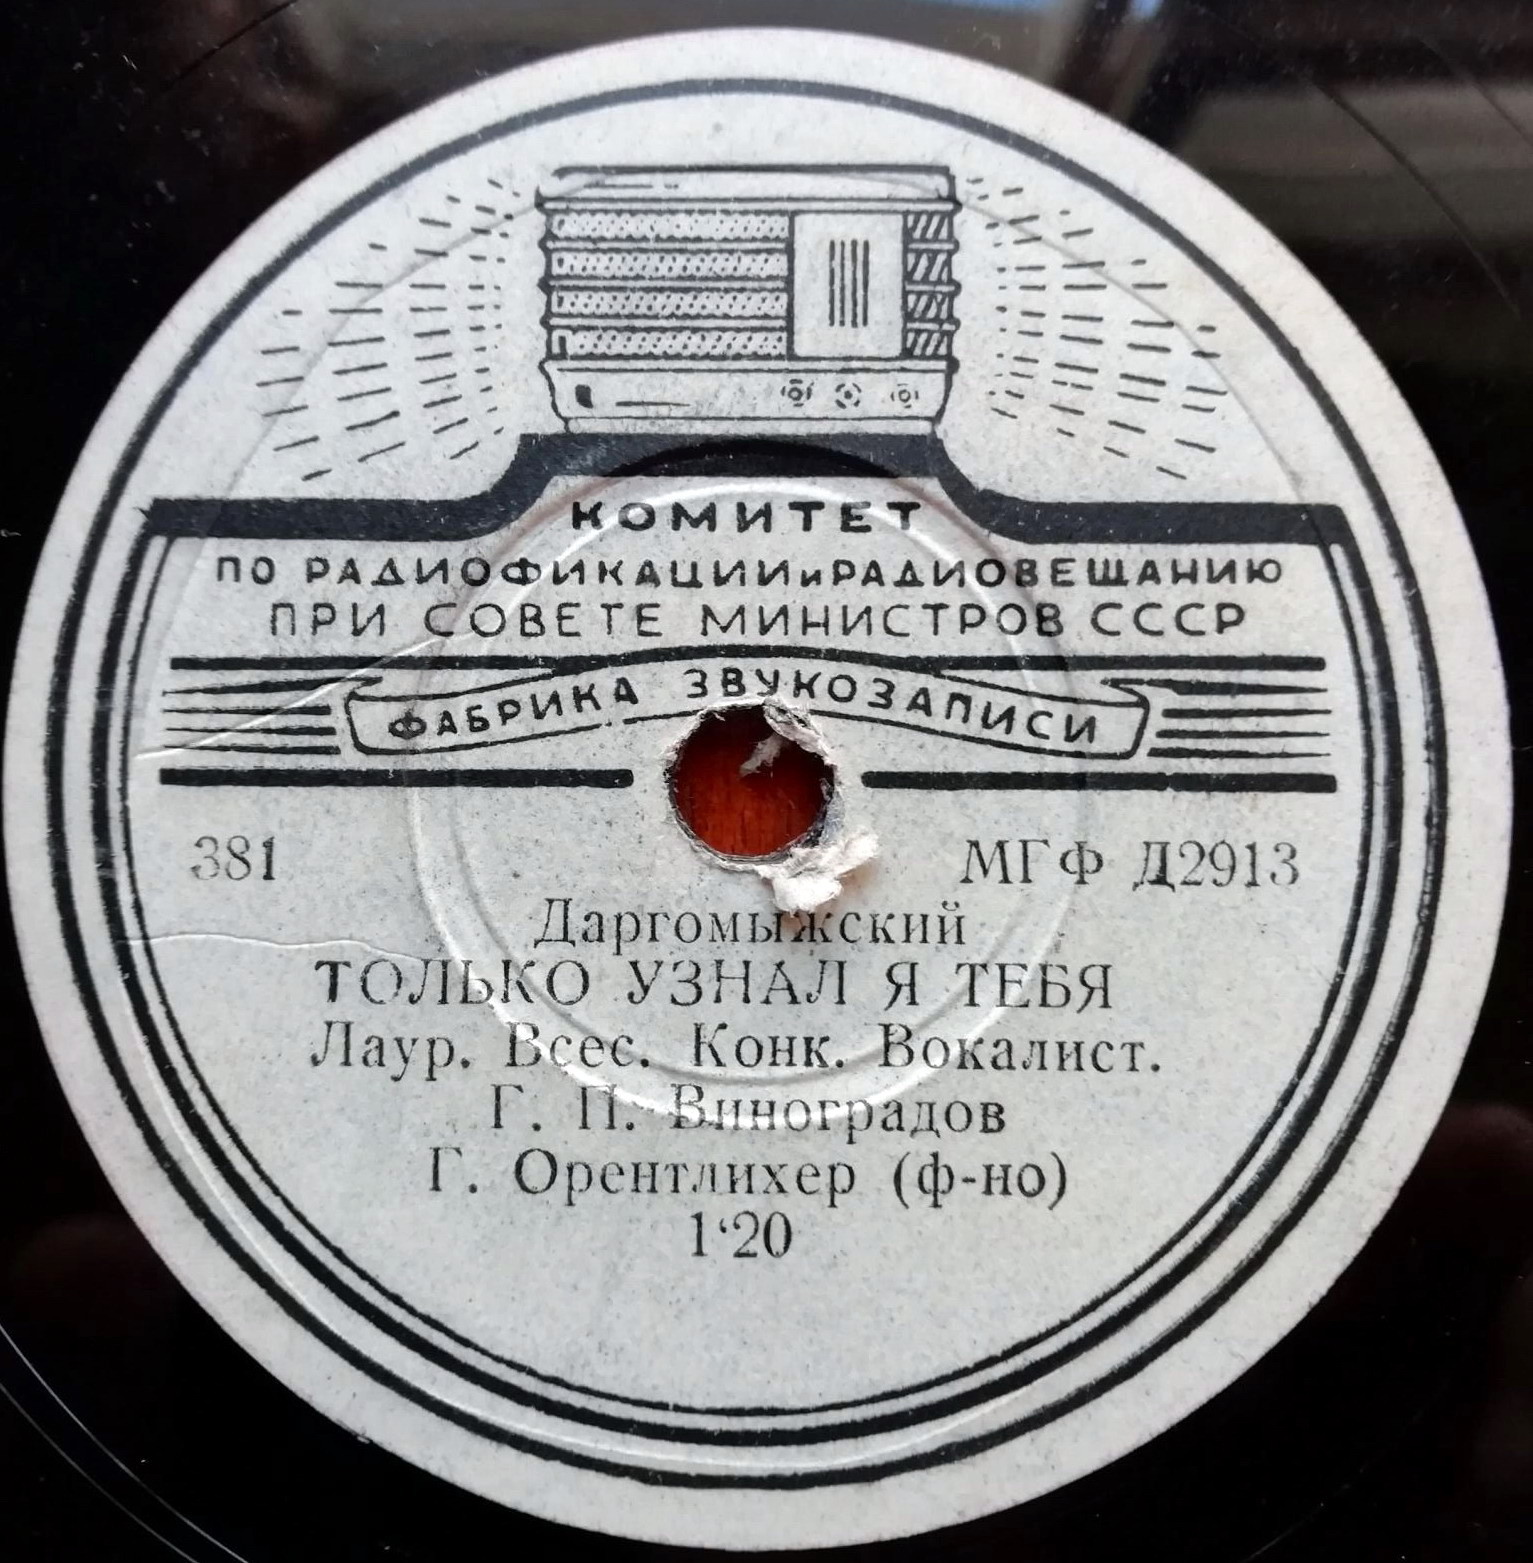 КОМИТЕТ
ПО РАДИОФИКАЦИИ и РАДИОВЕЩАНИЮ
ПРИ СОВЕТЕ МИНИСТРОВ СССР
ФАБРИКА ЗВУКОЗАПИСИ
381 МГФ Д2913
Даргомыжский
ТОЛЬКО УЗНАЛ Я ТЕБЯ
Лаур. Всес. Конк. Вокалист.
Г. П. Виноградов
Г. Орентлихер (ф-но)
1‘20